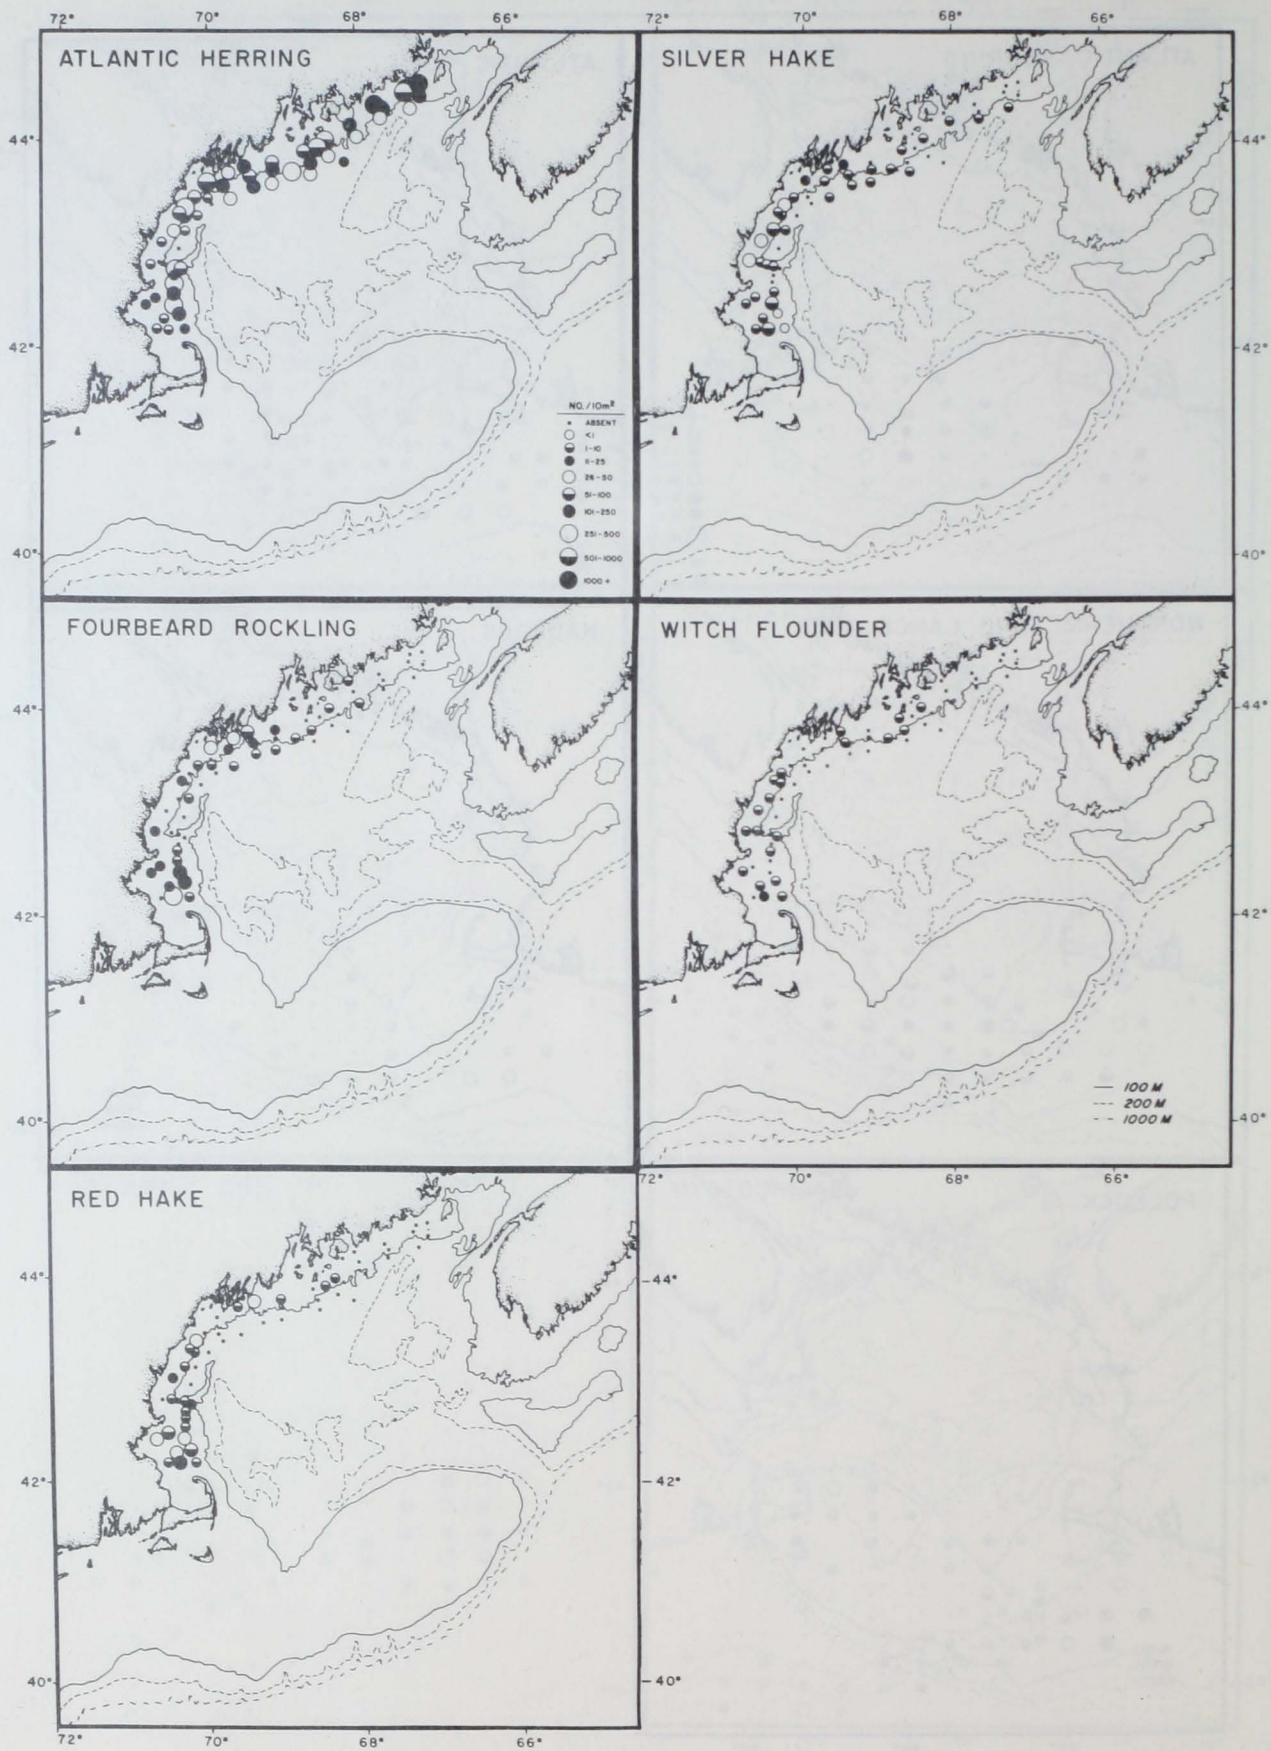 72° 70° 68° 66° 72° 70° 68° 66°
ATLANTIC HERRING
SILVER HAKE
44° 44°
42° 42°
NO./10m²
ABSENT
<1
1-10
11-25
26-50
51-100
101-250
251-500
501-1000
1000+
40° 40°
FOURBEARD ROCKLING
WITCH FLOUNDER
44° 44°
42° 42°
100 M
200 M
1000 M
40° 40°
72° 70° 68° 66°
RED HAKE
44°
44°
42°
42°
40°
40°
72° 70° 68° 66°